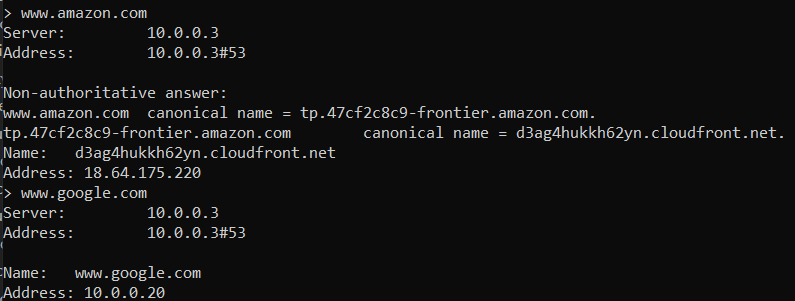 > www.amazon.com
Server:         10.0.0.3
Address:        10.0.0.3#53

Non-authoritative answer:
www.amazon.com  canonical name = tp.47cf2c8c9-frontier.amazon.com.
tp.47cf2c8c9-frontier.amazon.com        canonical name = d3ag4hukkh62yn.cloudfront.net.
Name:   d3ag4hukkh62yn.cloudfront.net
Address: 18.64.175.220
> www.google.com
Server:         10.0.0.3
Address:        10.0.0.3#53

Name:   www.google.com
Address: 10.0.0.20